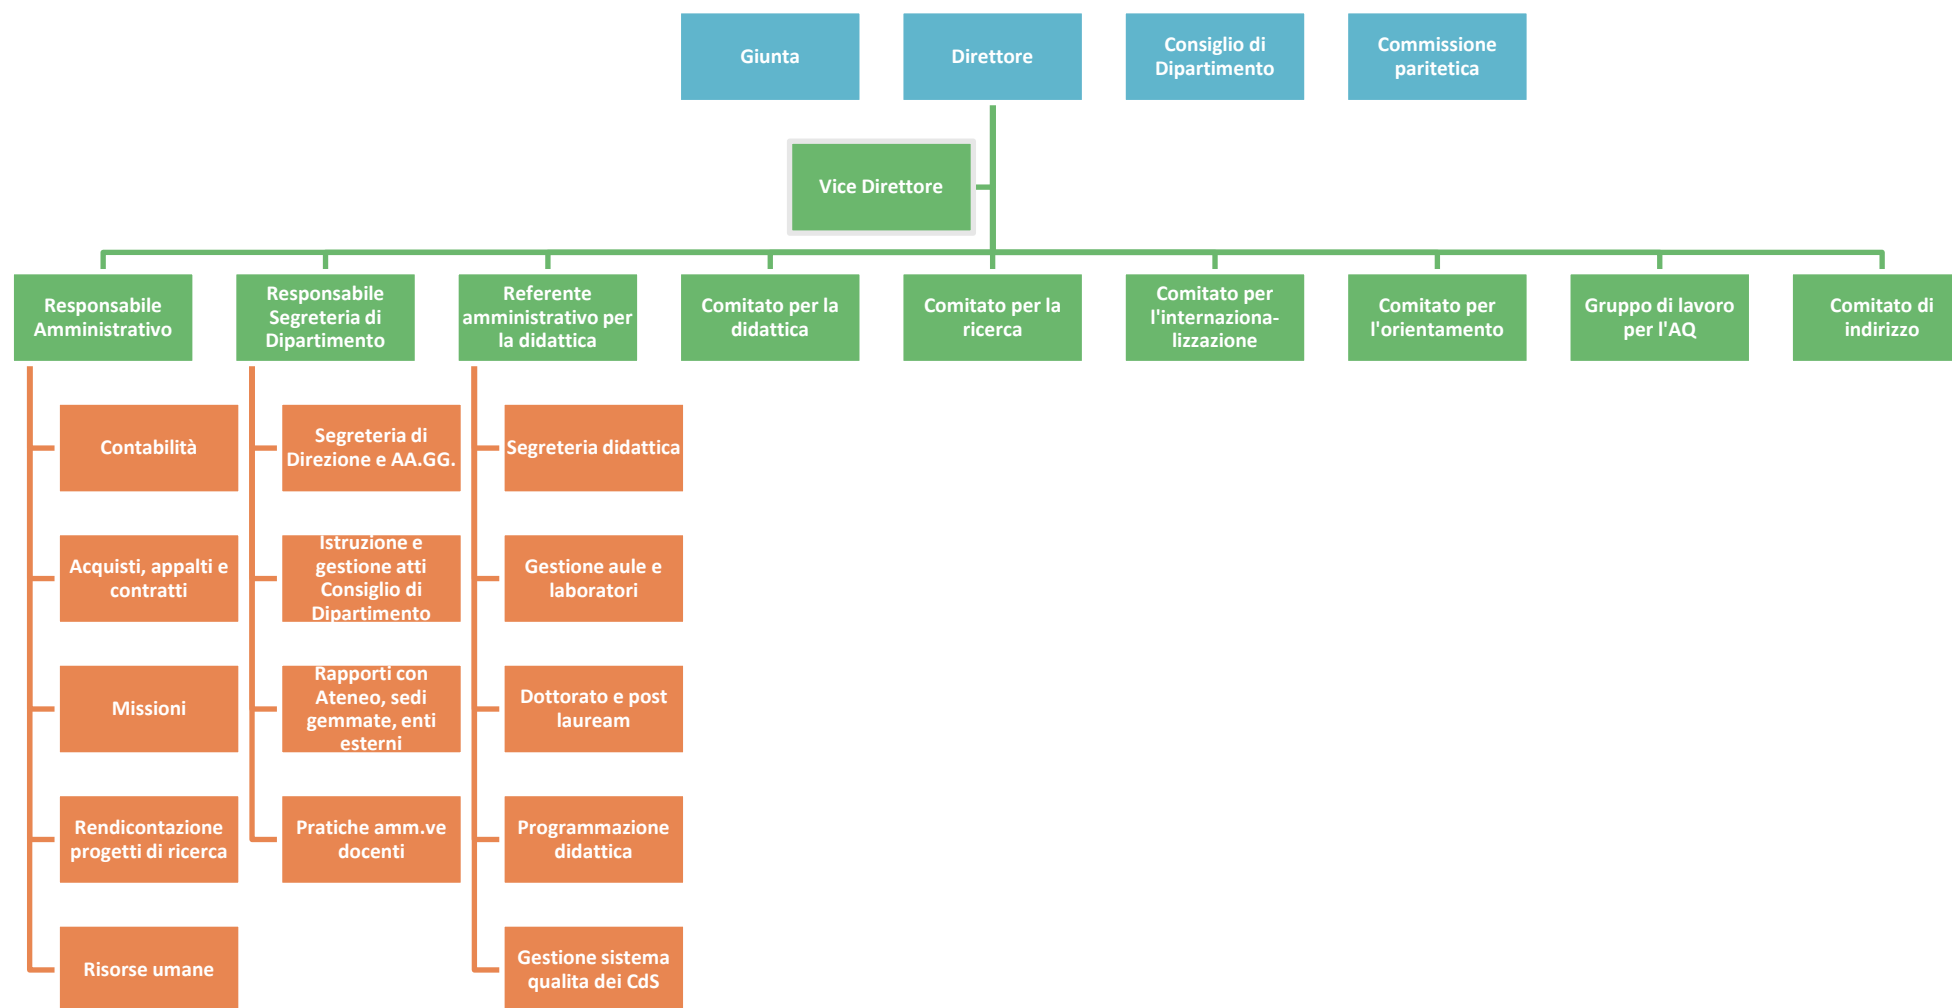 Giunta
Direttore
Consiglio di
Dipartimento
Commissione
paritetica
Vice Direttore
Responsabile
Amministrativo
Responsabile
Segreteria di
Dipartimento
Referente
amministrativo per
la didattica
Comitato per la
didattica
Comitato per la
ricerca
Comitato per
l'internaziona-
lizzazione
Comitato per
l'orientamento
Gruppo di lavoro
per l'AQ
Comitato di
indirizzo
Contabilità
Segreteria di
Direzione e AA.GG.
Segreteria didattica
Acquisti, appalti e
contratti
Istruzione e
gestione atti
Consiglio di
Dipartimento
Gestione aule e
laboratori
Missioni
Rapporti con
Ateneo, sedi
gemmate, enti
esterni
Dottorato e post
lauream
Rendicontazione
progetti di ricerca
Pratiche amm.ve
docenti
Programmazione
didattica
Risorse umane
Gestione sistema
qualita dei CdS